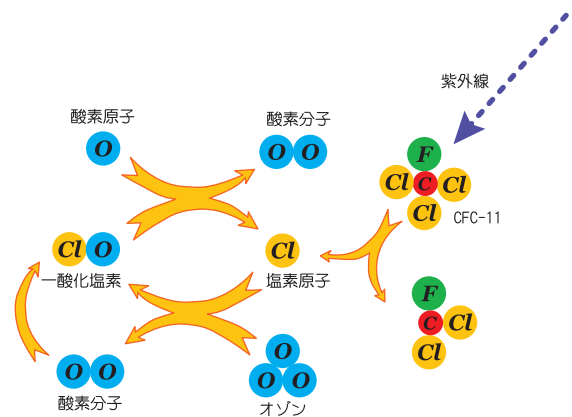 紫外線
酸素原子
O
酸素分子
O O
F
Cl C Cl
Cl
CFC-11
Cl O
一酸化塩素
Cl
塩素原子
F
C Cl
Cl
O O
酸素分子
O
O O
オゾン